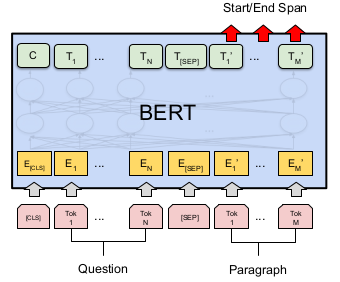 Start/End Span
C T1 ... TN T[SEP] T1' ... TM'
BERT
E[CLS] E1 ... EN E[SEP] E1' ... EM'
[CLS] Tok 1 ... Tok N [SEP] Tok 1 ... Tok M
Question Paragraph